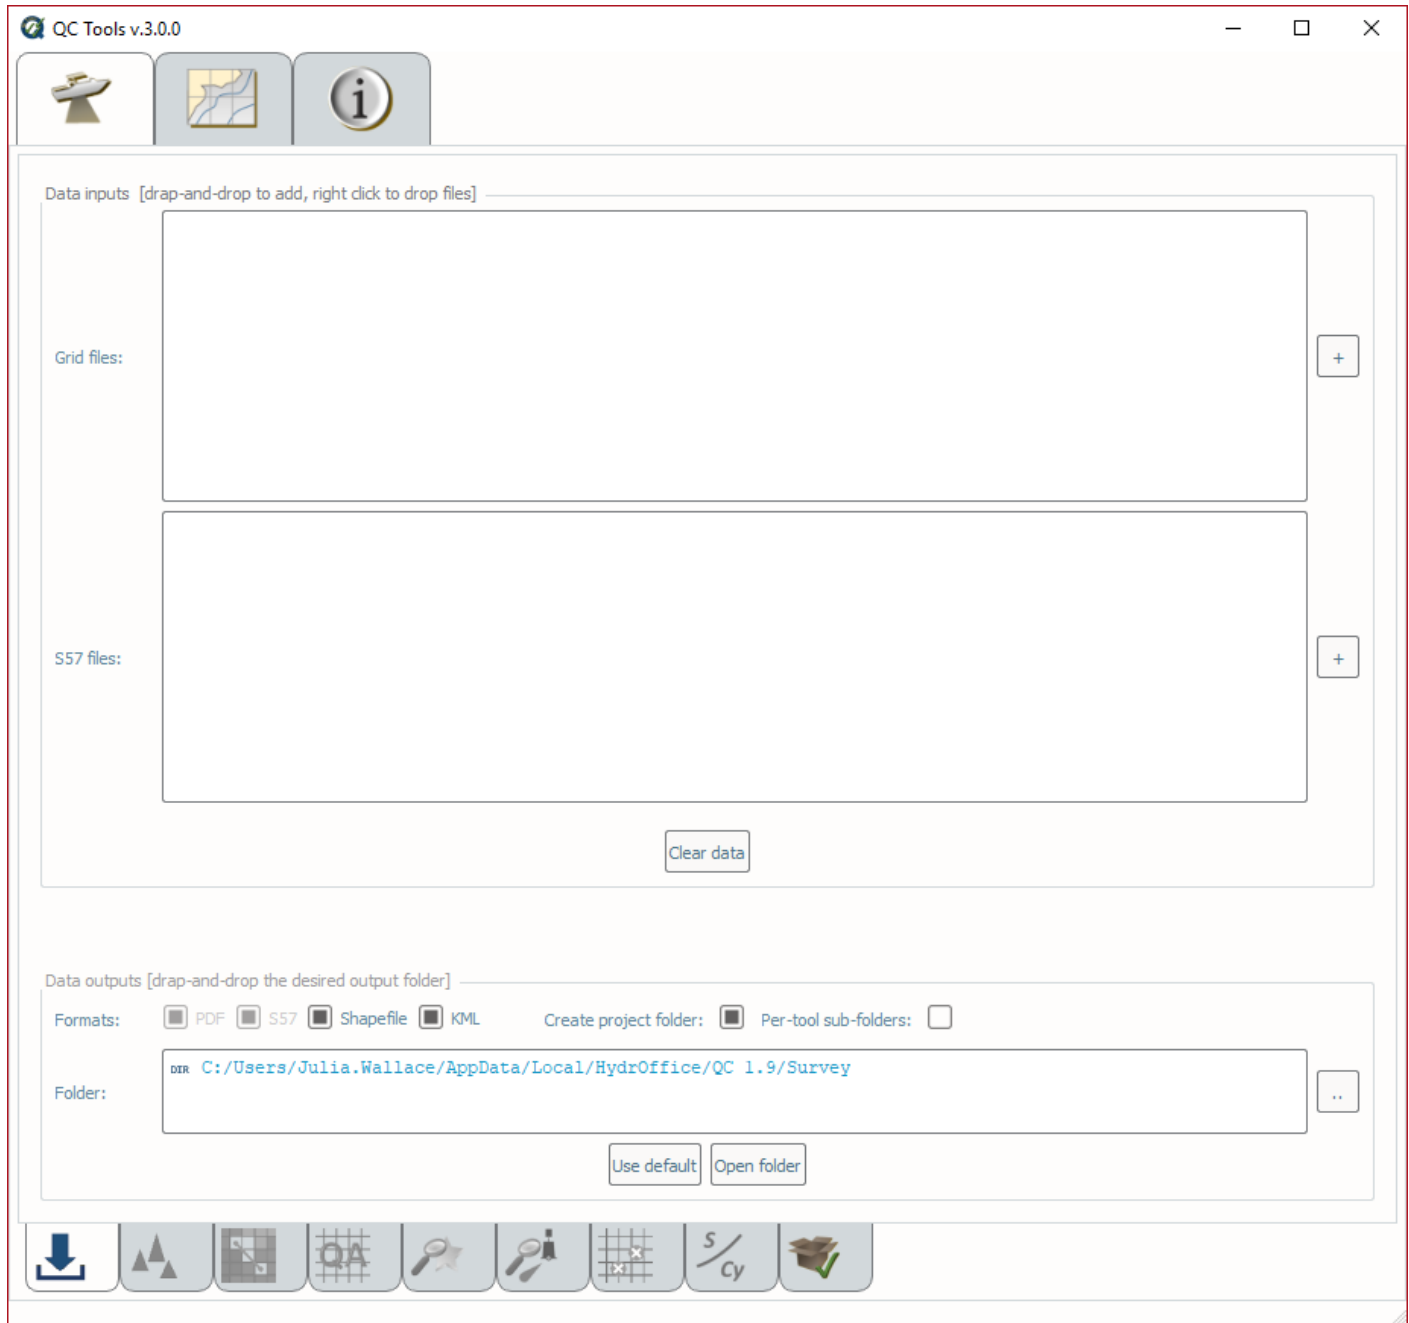 QC Tools v.3.0.0
i
Data inputs [drap-and-drop to add, right click to drop files]
Grid files:
+
S57 files:
+
Clear data
Data outputs [drap-and-drop the desired output folder]
Formats: PDF S57 Shapefile KML Create project folder: Per-tool sub-folders:
DIR C:/Users/Julia.Wallace/AppData/Local/HydrOffice/QC 1.9/Survey
Folder:
..
Use default Open folder
QA
S/Cy